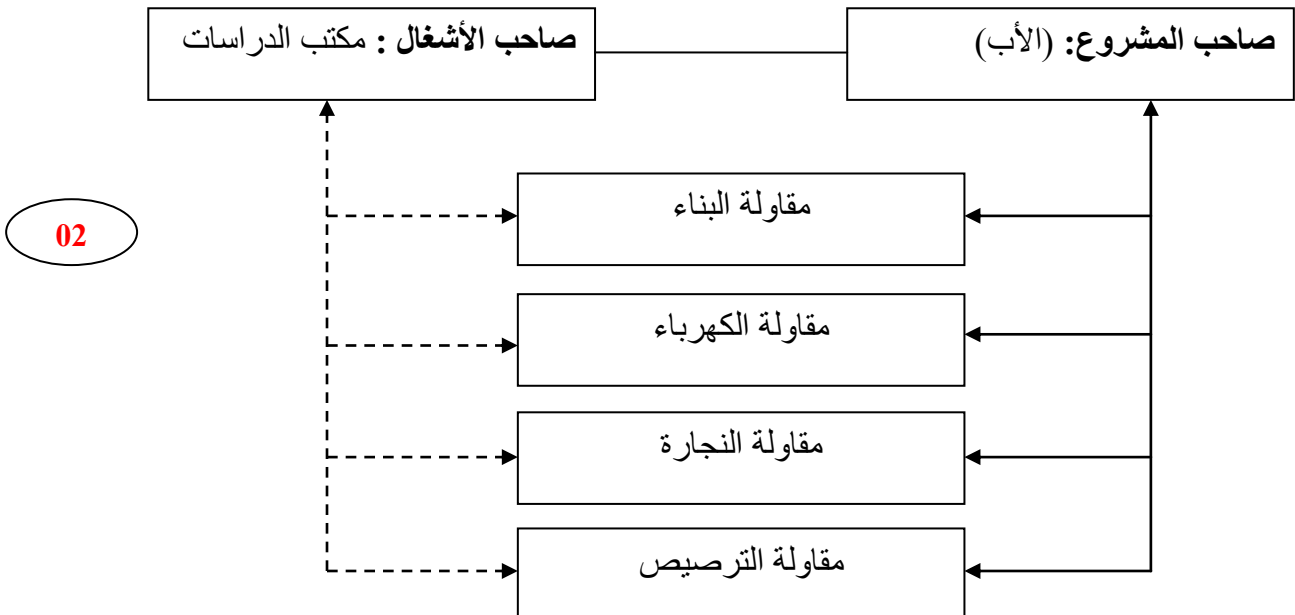 صاحب المشروع: (الأب)
صاحب الأشغال : مكتب الدراسات
مقاولة البناء
02
مقاولة الكهرباء
مقاولة النجارة
مقاولة الترصيص